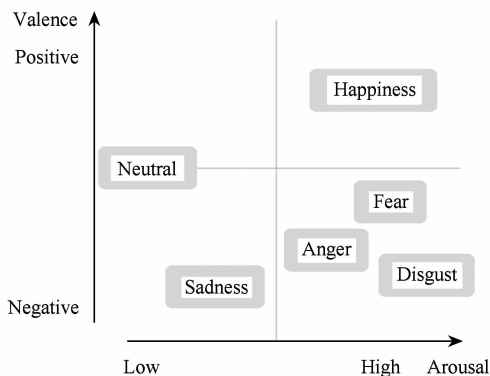 Valence
Positive
Happiness
Neutral
Fear
Anger
Disgust
Sadness
Negative
Low High Arousal